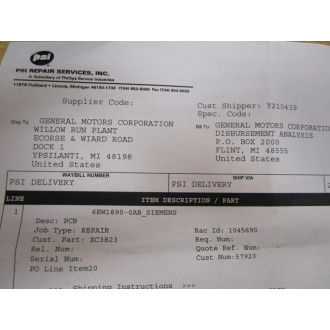 psi
PSI REPAIR SERVICES, INC.
A Subsidiary of Phillips Service Industries
Supplier Code:
Cust Shipper: Y210439
Spec. Code:
Ship To GENERAL MOTORS CORPORATION
WILLOW RUN PLANT
ECORSE & WIARD ROAD
DOCK 1
YPSILANTI, MI 48198
United States
Bill To GENERAL MOTORS CORPORATION
DISBURSEMENT ANALYSIS
P.O. BOX 2000
FLINT, MI 48555
United States
WAYBILL NUMBER SHIP VIA
PSI DELIVERY PSI DELIVERY
LINE ITEM DESCRIPTION / PART
1 6EW1890-0AB_SIEMENS
Desc: PCB
Job Type: REPAIR Rac Id: 1045690
Cust. Part: XC3823 Req. Num:
Rel Num: Quote Ref. Num:
Serial Num: Cust Num: 57923
PO Line Item20
Shipping Instructions